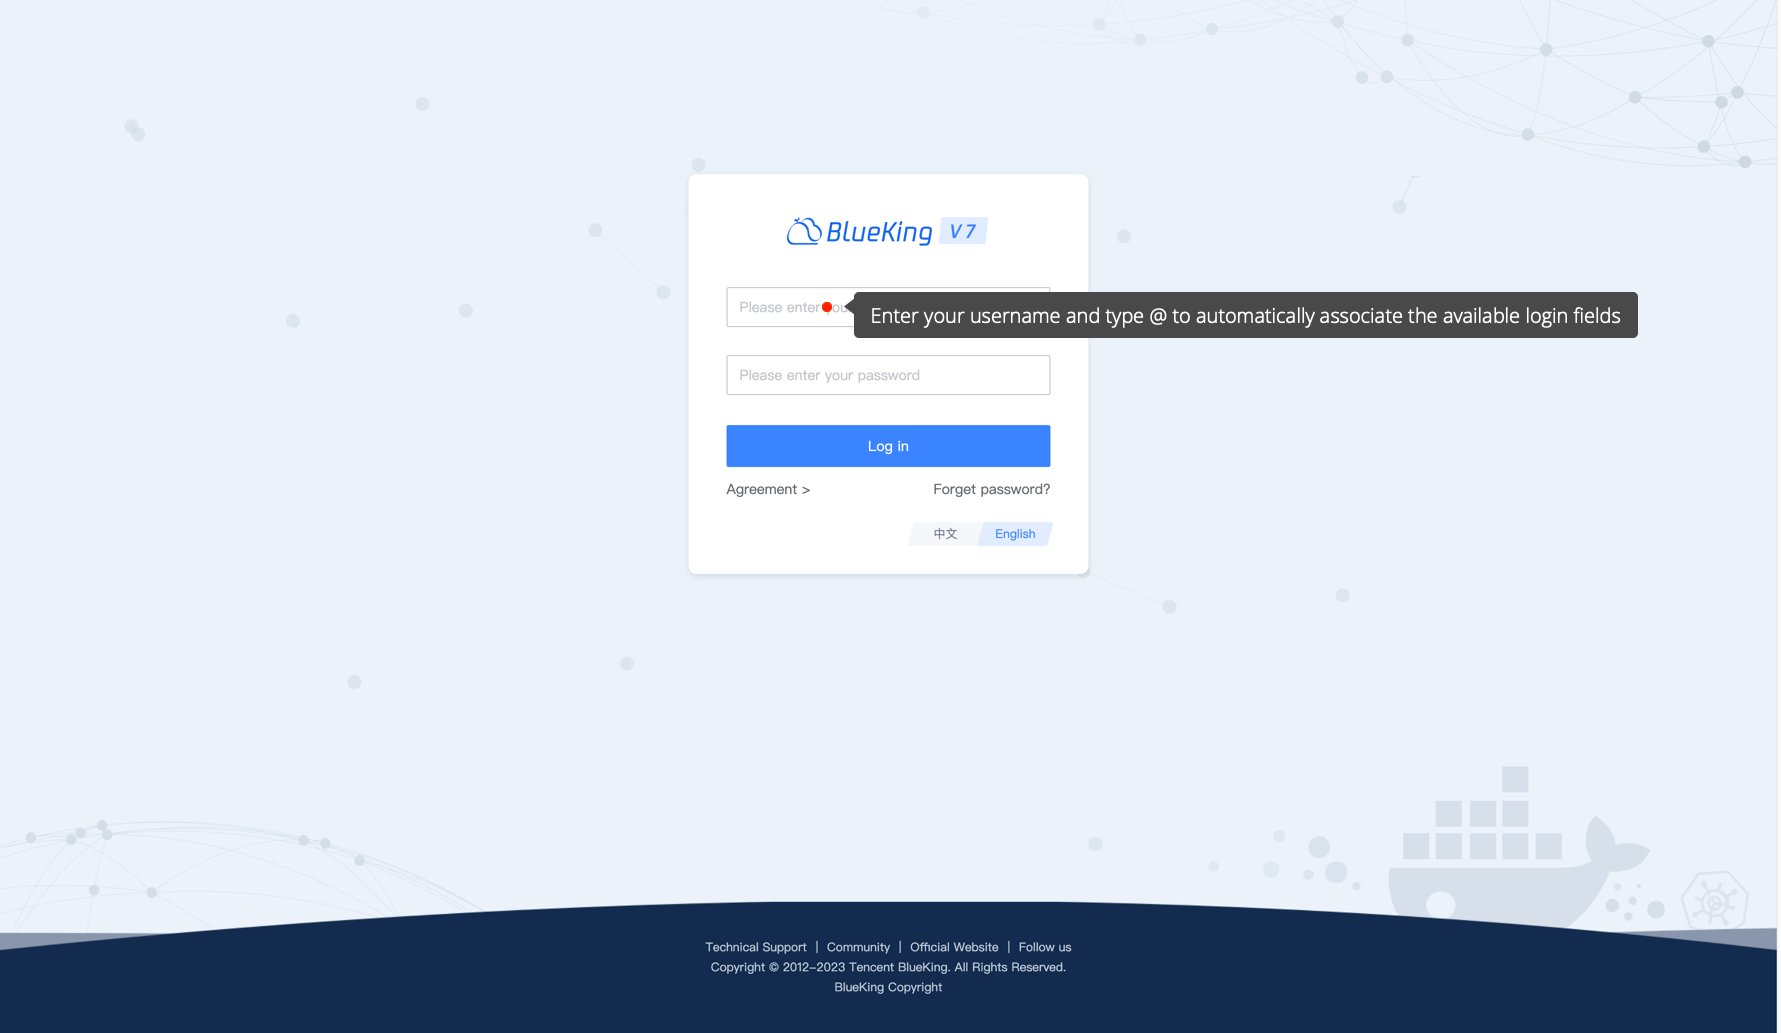 BlueKing V7
Please enter you
Enter your username and type @ to automatically associate the available login fields
Please enter your password
Log in
Agreement >
Forget password?
中文
English
Technical Support | Community | Official Website | Follow us
Copyright © 2012-2023 Tencent BlueKing. All Rights Reserved.
BlueKing Copyright